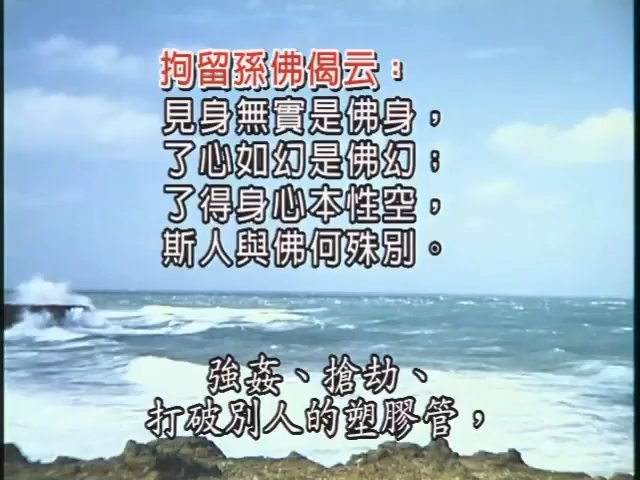 拘留孫佛偈云：
見身無實是佛身，
了心如幻是佛幻；
了得身心本性空，
斯人與佛何殊別。
強姦、搶劫、
打破別人的塑膠管，